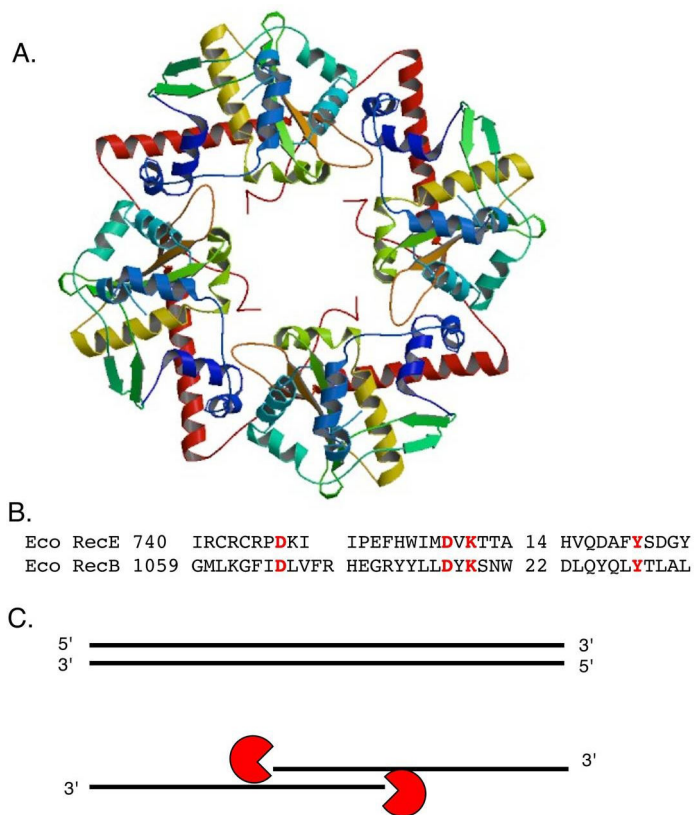 A.
B.
Eco RecE 740 IRCRCRPDKI IPEFHWIMDVKTTA 14 HVQDAFYSDGY
Eco RecB 1059 GMLKGFIDLVFR HEGRYYLLDYKSNW 22 DLQYQLYTLAL
C.
5' 3'
3' 5'
3'
3'